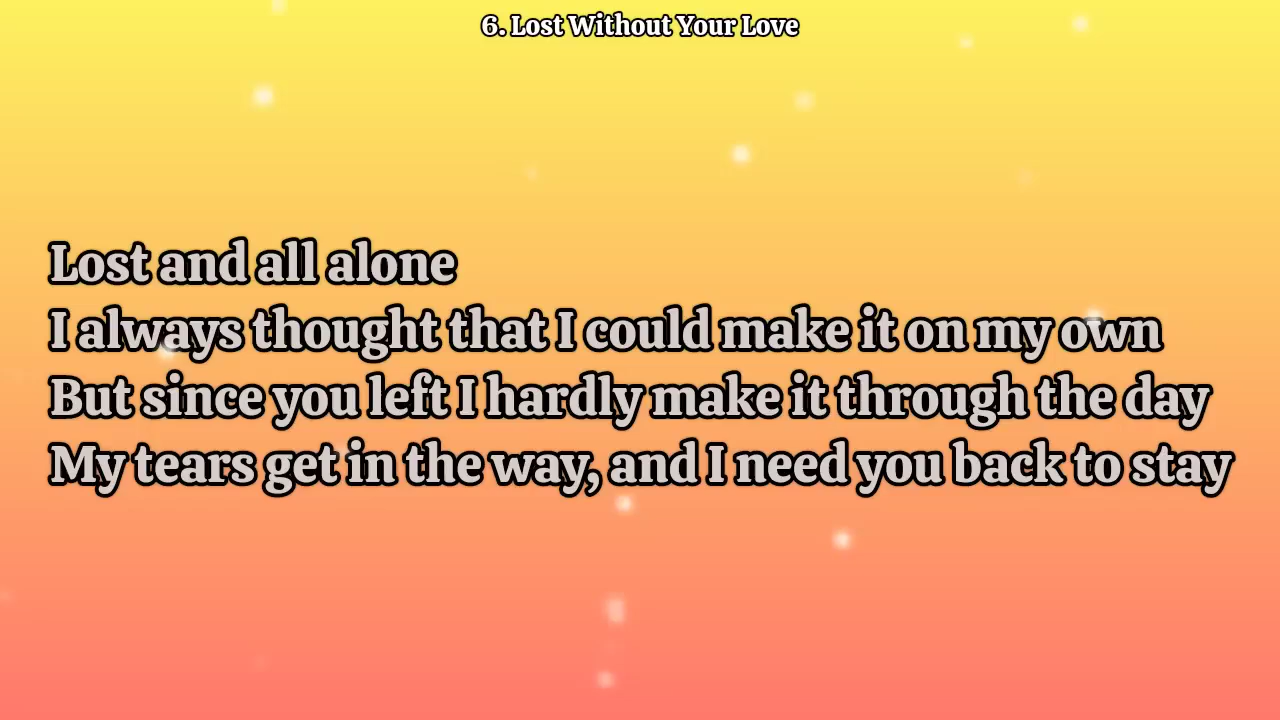 6. Lost Without Your Love
Lost and all alone
I always thought that I could make it on my own
But since you left I hardly make it through the day
My tears get in the way, and I need you back to stay